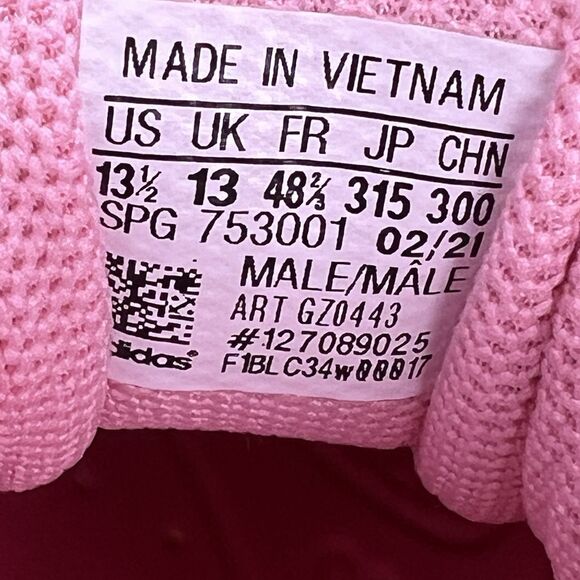 MADE IN VIETNAM
US UK FR JP CHN
13½ 13 48⅔ 315 300
SPG 753001 02/21
MALE/MÂLE
ART GZ0443
#127089025
adidas® F1BLC34w00017